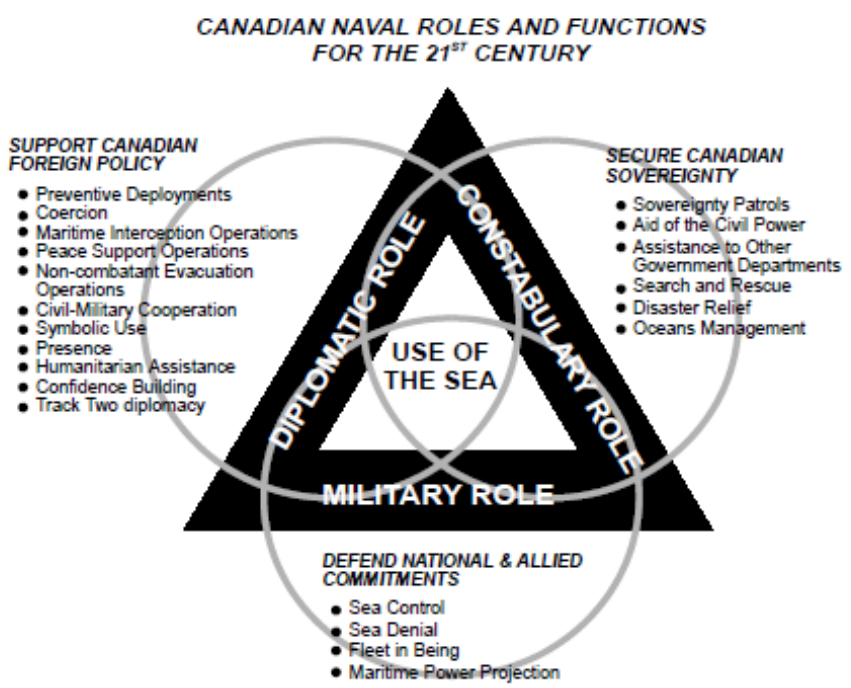 CANADIAN NAVAL ROLES AND FUNCTIONS
FOR THE 21ST CENTURY
SUPPORT CANADIAN
FOREIGN POLICY
● Preventive Deployments
● Coercion
● Maritime Interception Operations
● Peace Support Operations
● Non-combatant Evacuation
Operations
● Civil-Military Cooperation
● Symbolic Use
● Presence
● Humanitarian Assistance
● Confidence Building
● Track Two diplomacy
SECURE CANADIAN
SOVEREIGNTY
● Sovereignty Patrols
● Aid of the Civil Power
● Assistance to Other
Government Departments
● Search and Rescue
● Disaster Relief
● Oceans Management
DIPLOMATIC ROLE
CONSTABULARY ROLE
USE OF
THE SEA
MILITARY ROLE
DEFEND NATIONAL & ALLIED
COMMITMENTS
● Sea Control
● Sea Denial
● Fleet in Being
● Maritime Power Projection